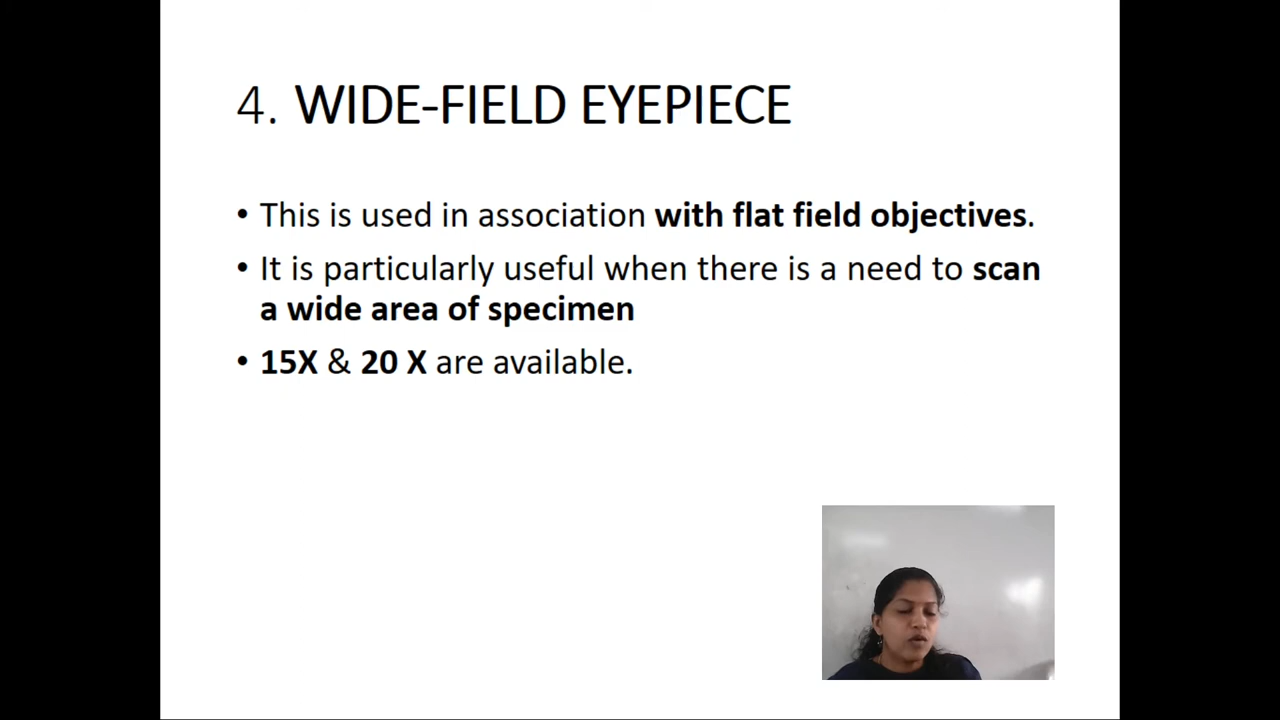 4. WIDE-FIELD EYEPIECE
• This is used in association with flat field objectives.
• It is particularly useful when there is a need to scan
a wide area of specimen
• 15X & 20 X are available.